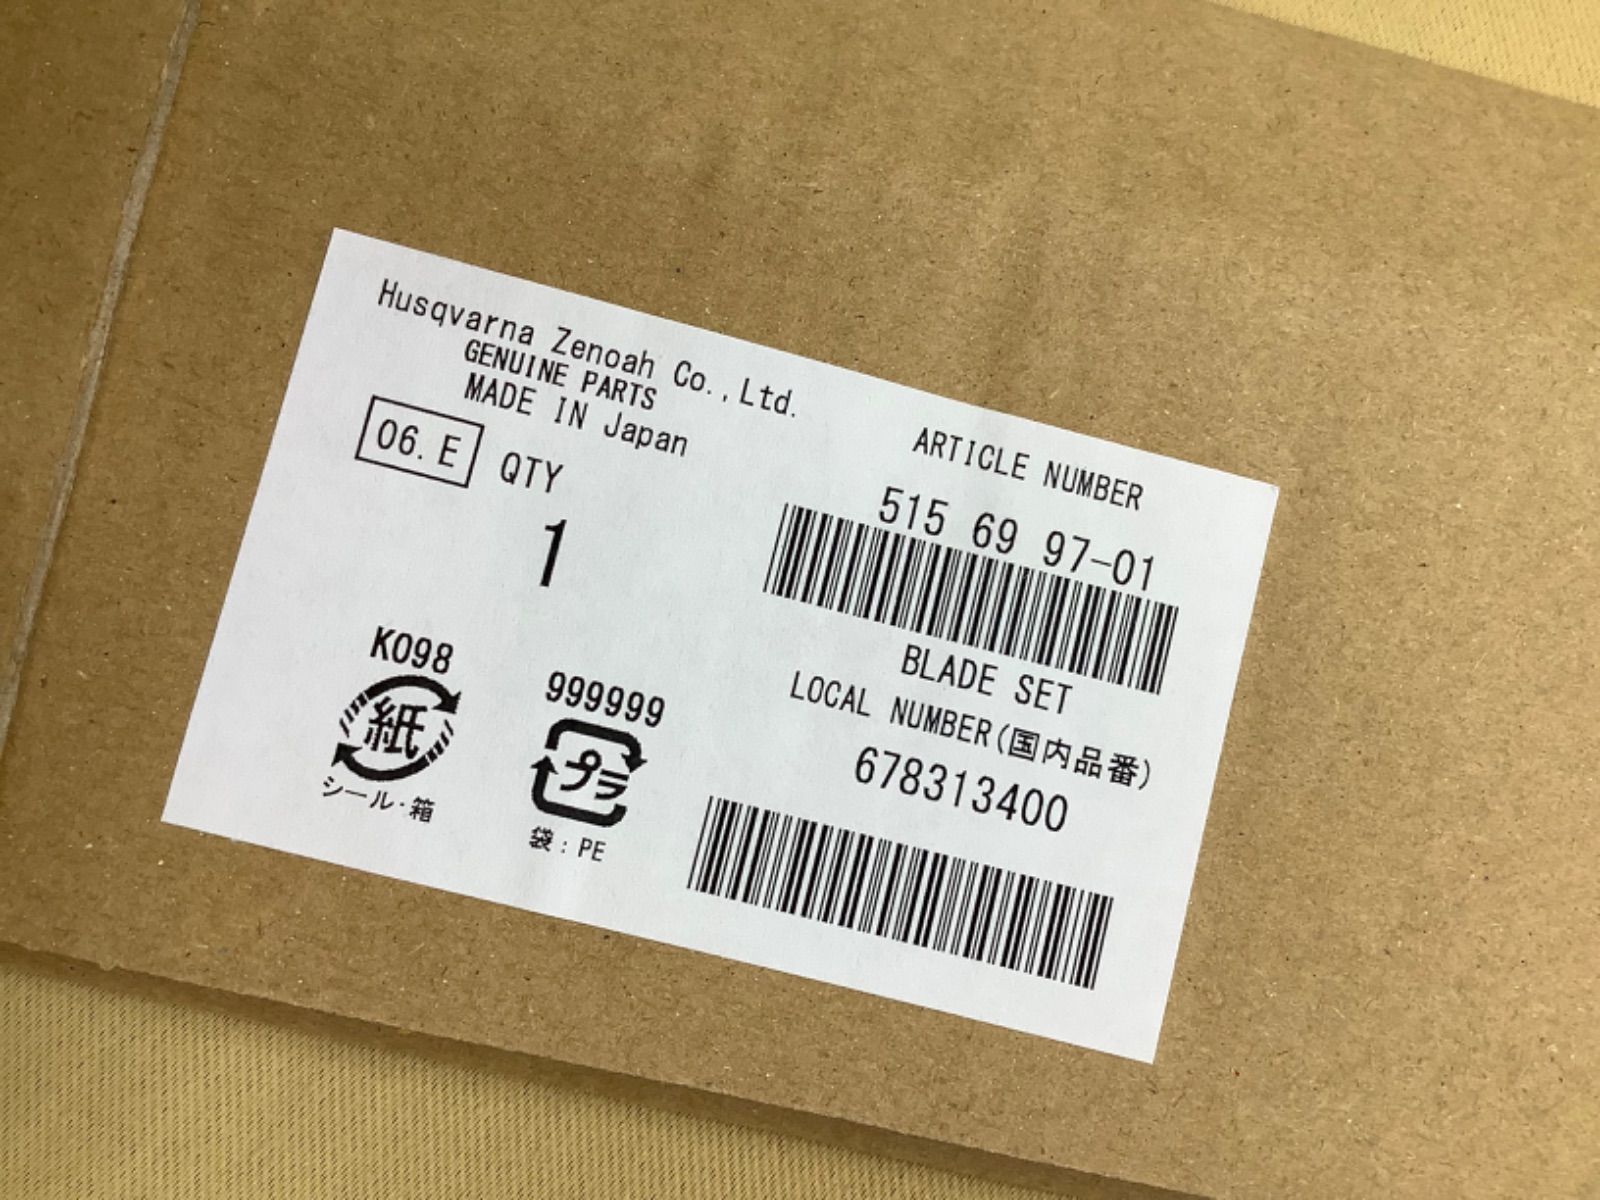 Husqvarna Zenoah Co.,Ltd.
GENUINE PARTS
MADE IN Japan
06. E QTY
1
K098
紙
シール・箱
999999
プラ
袋:PE
ARTICLE NUMBER
515 69 97-01
BLADE SET
LOCAL NUMBER(国内品番)
678313400